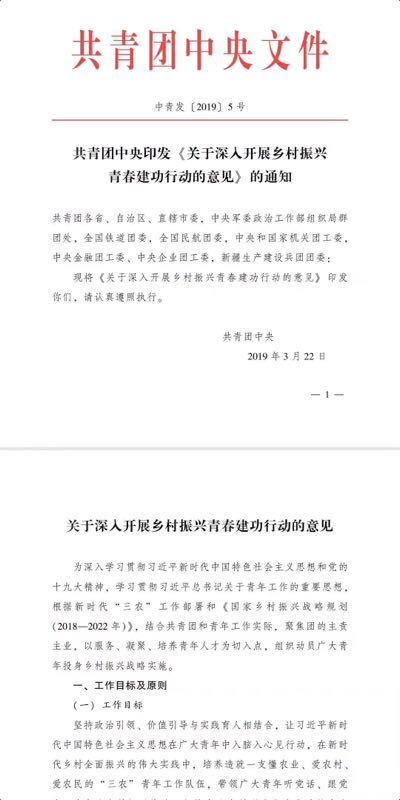 共青团中央文件
中青发〔2019〕5 号
共青团中央印发《关于深入开展乡村振兴
青春建功行动的意见》的通知
共青团各省、自治区、直辖市委，中央军委政治工作部组织局群
团处，全国铁道团委，全国民航团委，中央和国家机关团工委，
中央金融团工委、中央企业团工委，新疆生产建设兵团团委：
现将《关于深入开展乡村振兴青春建功行动的意见》印发
你们，请认真遵照执行。
共青团中央
2019 年 3 月 22 日
— 1 —
关于深入开展乡村振兴青春建功行动的意见
为深入学习贯彻习近平新时代中国特色社会主义思想和党的
十九大精神，学习贯彻习近平总书记关于青年工作的重要思想，
根据新时代“三农”工作部署和《国家乡村振兴战略规划
(2018—2022 年)》，结合共青团和青年工作实际，聚焦团的主责
主业，以服务、凝聚、培养青年人才为切入点，组织动员广大青
年投身乡村振兴战略实施。
一、工作目标及原则
(一) 工作目标
坚持政治引领、价值引导与实践育人相结合，让习近平新时
代中国特色社会主义思想在广大青年中入脑入心见行动，在新时
代乡村全面振兴的伟大实践中，培养造就一支懂农业、爱农村、
爱农民的“三农”青年工作队伍，带领广大青年听党话、跟党